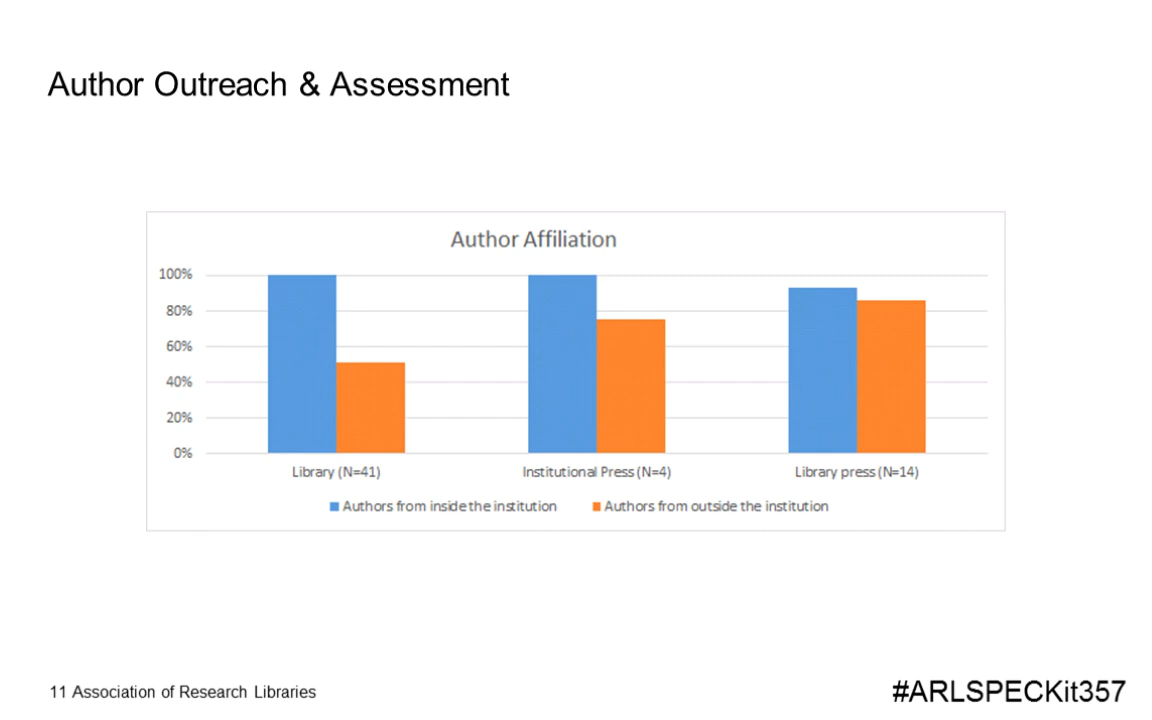 Author Outreach & Assessment
Author Affiliation
100%
80%
60%
40%
20%
0%
Library (N=41)
Institutional Press (N=4)
Library press (N=14)
Authors from inside the institution
Authors from outside the institution
11 Association of Research Libraries
#ARLSPECKit357